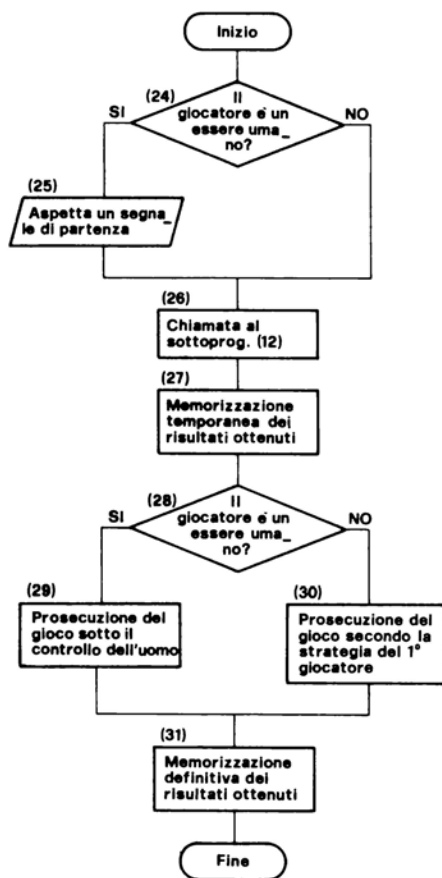 Inizio
(24)
Il
giocatore e' un
essere uma_
no?
SI
NO
(25)
Aspetta un segna_
le di partenza
(26)
Chiamata al
sottoprog. (12)
(27)
Memorizzazione
temporanea dei
risultati ottenuti
(28)
Il
giocatore e' un
essere uma_
no?
SI
NO
(29)
Prosecuzione del
gioco sotto il
controllo dell'uomo
(30)
Prosecuzione del
gioco secondo la
strategia del 1° 
giocatore
(31)
Memorizzazione
definitiva dei
risultati ottenuti
Fine